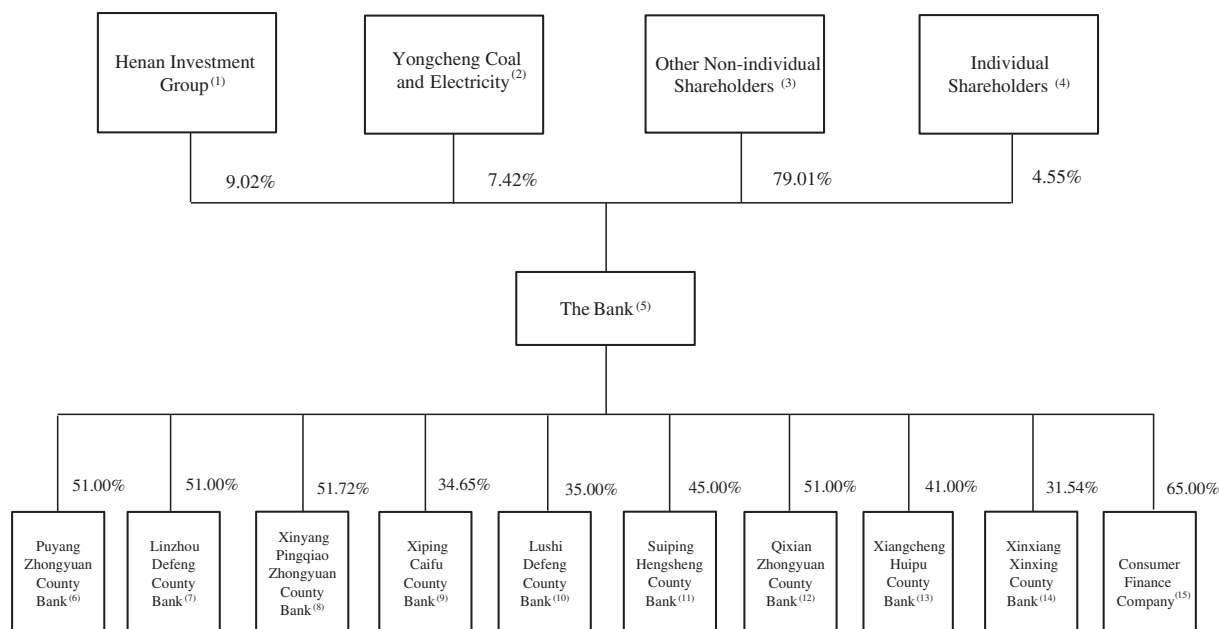 Henan Investment
Group(1)
Yongcheng Coal
and Electricity(2)
Other Non-individual
Shareholders (3)
Individual
Shareholders (4)
9.02%
7.42%
79.01%
4.55%
The Bank(5)
51.00%
51.00%
51.72%
34.65%
35.00%
45.00%
51.00%
41.00%
31.54%
65.00%
Puyang
Zhongyuan
County
Bank(6)
Linzhou
Defeng
County
Bank(7)
Xinyang
Pingqiao
Zhongyuan
County
Bank(8)
Xiping
Caifu
County
Bank(9)
Lushi
Defeng
County
Bank(10)
Suiping
Hengsheng
County
Bank(11)
Qixian
Zhongyuan
County
Bank(12)
Xiangcheng
Huipu
County
Bank(13)
Xinxiang
Xinxing
County
Bank(14)
Consumer
Finance
Company(15)